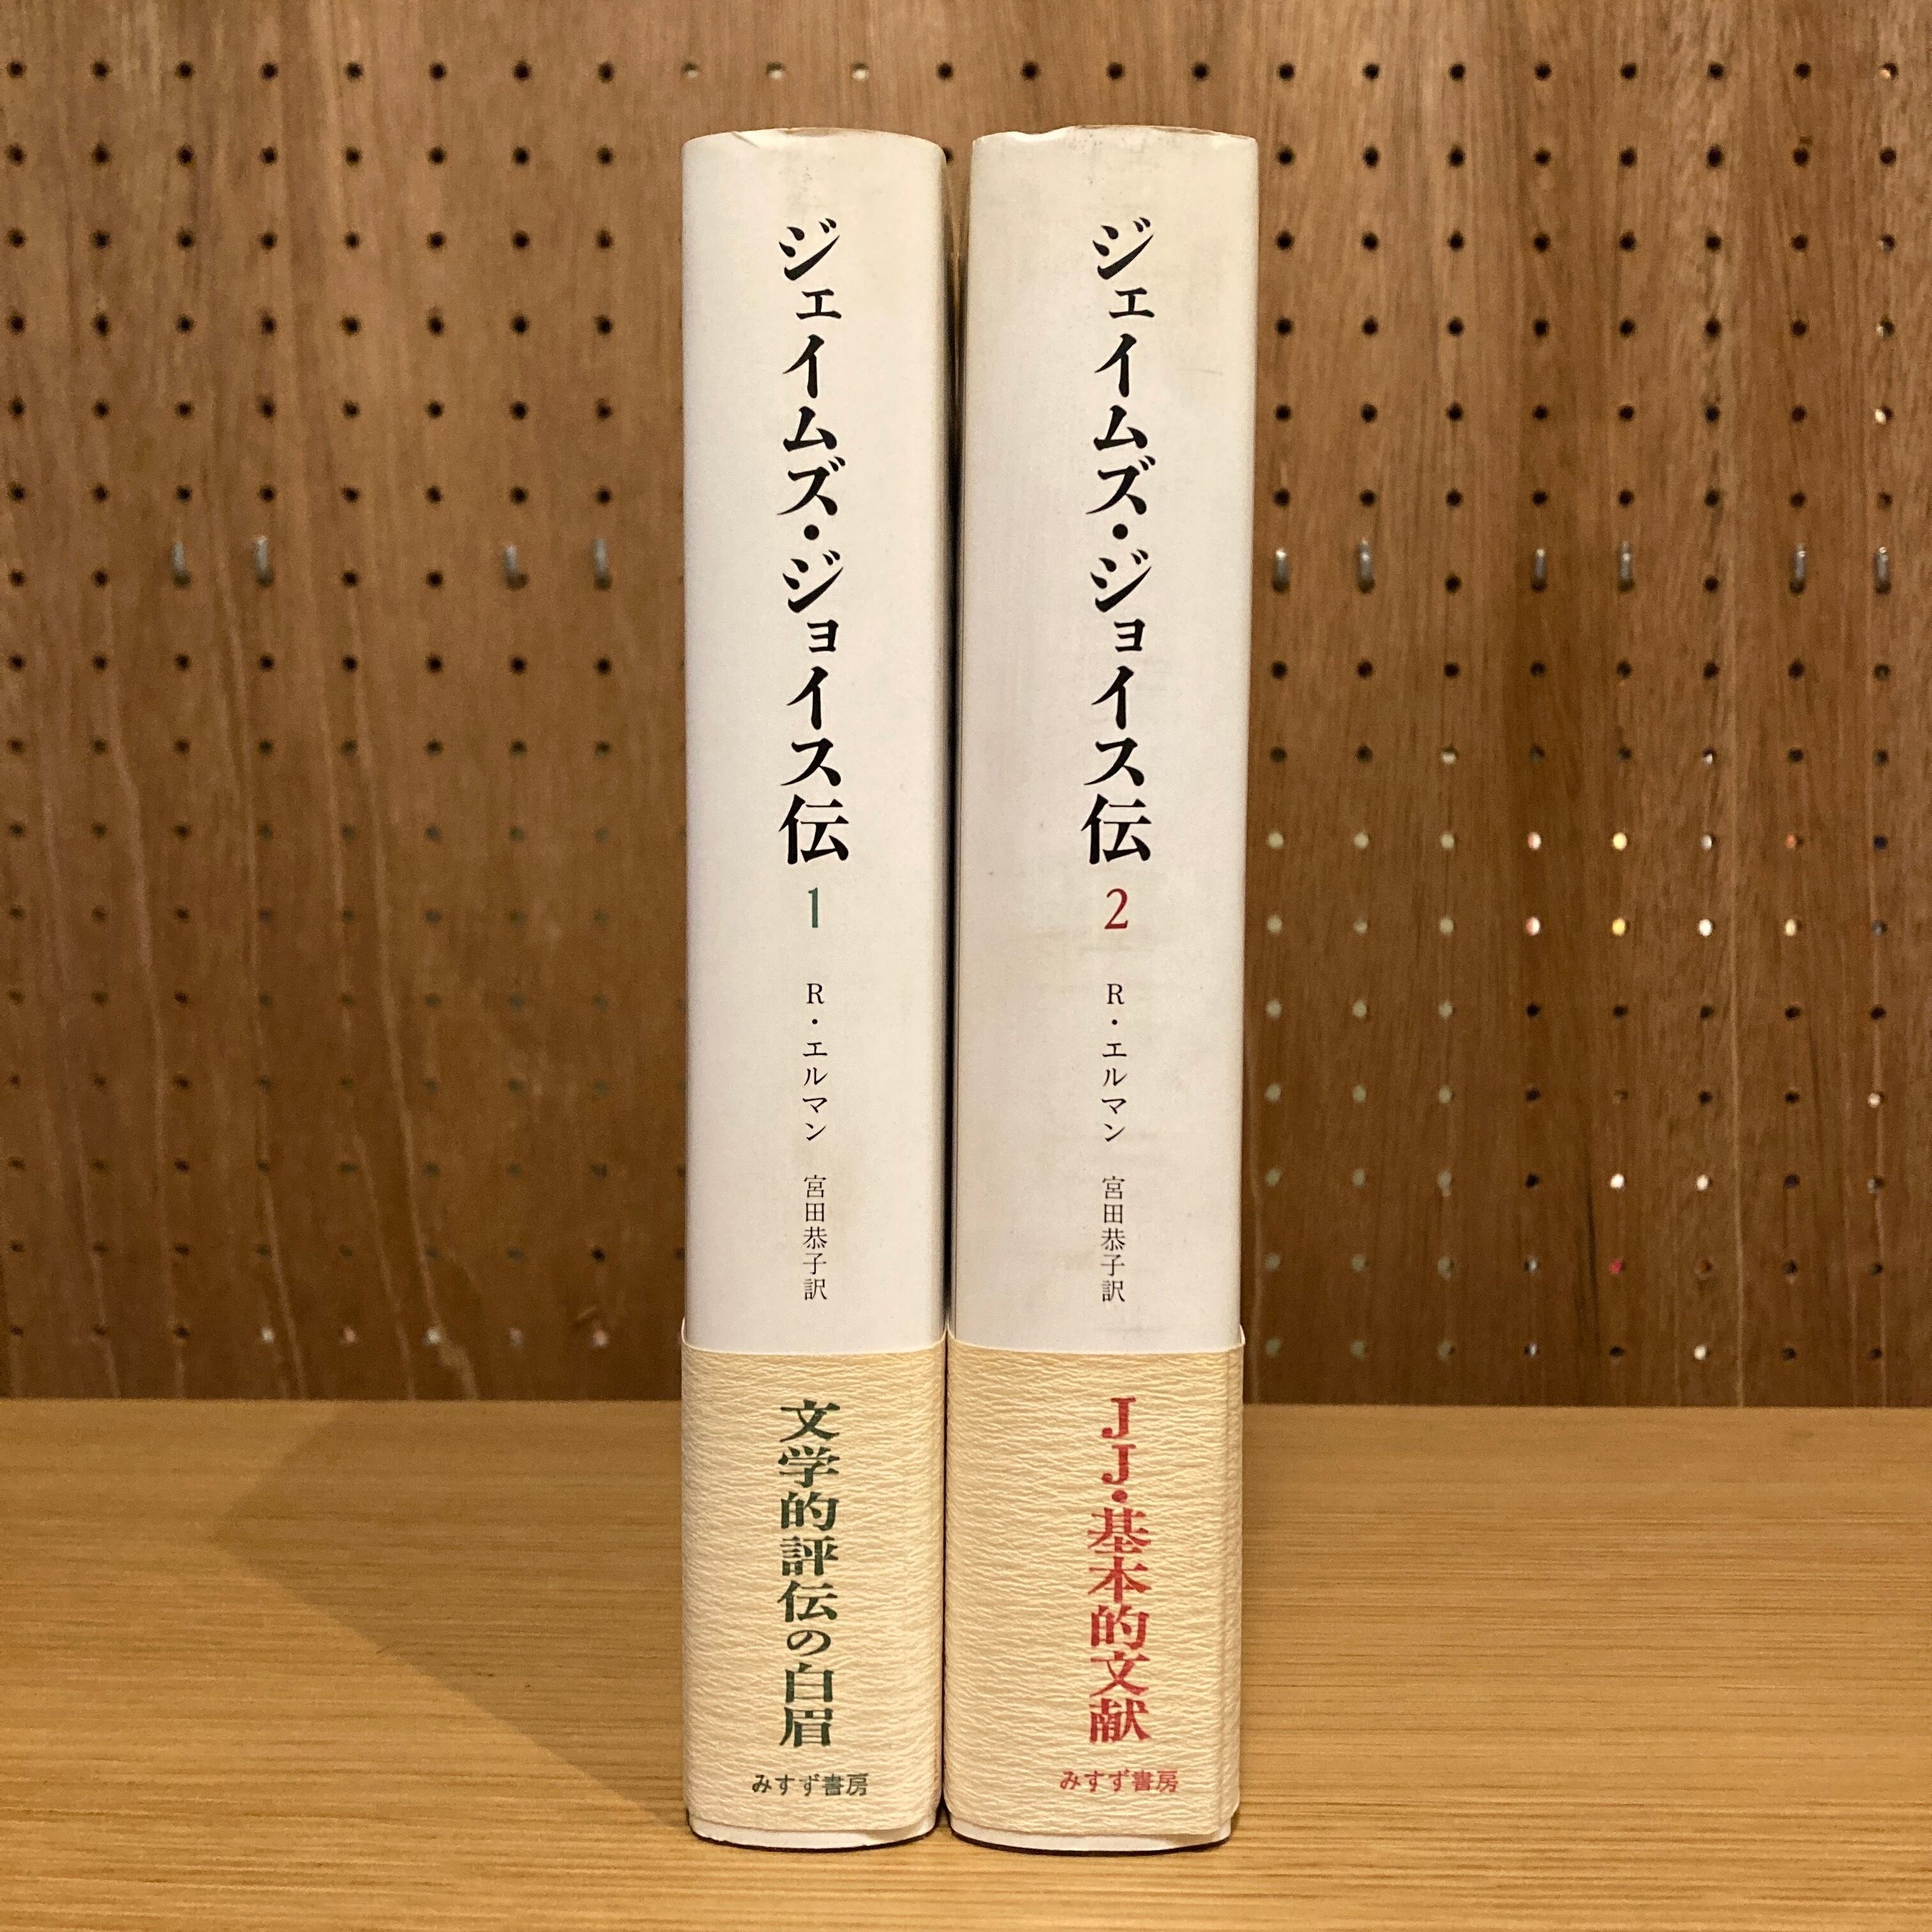 ジェイムズ・ジョイス伝 1
R・エルマン 宮田恭子訳
文学的評伝の白眉
みすず書房
ジェイムズ・ジョイス伝 2
R・エルマン 宮田恭子訳
JJ・基本的文献
みすず書房